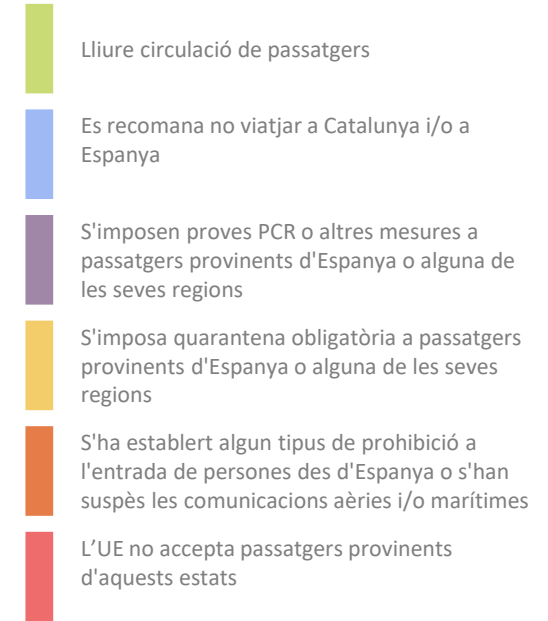 Lliure circulació de passatgers
Es recomana no viatjar a Catalunya i/o a
Espanya
S'imposen proves PCR o altres mesures a
passatgers provinents d'Espanya o alguna de
les seves regions
S'imposa quarantena obligatòria a passatgers
provinents d'Espanya o alguna de les seves
regions
S'ha establert algun tipus de prohibició a
l'entrada de persones des d'Espanya o s'han
suspès les comunicacions aèries i/o marítimes
L’UE no accepta passatgers provinents
d'aquests estats